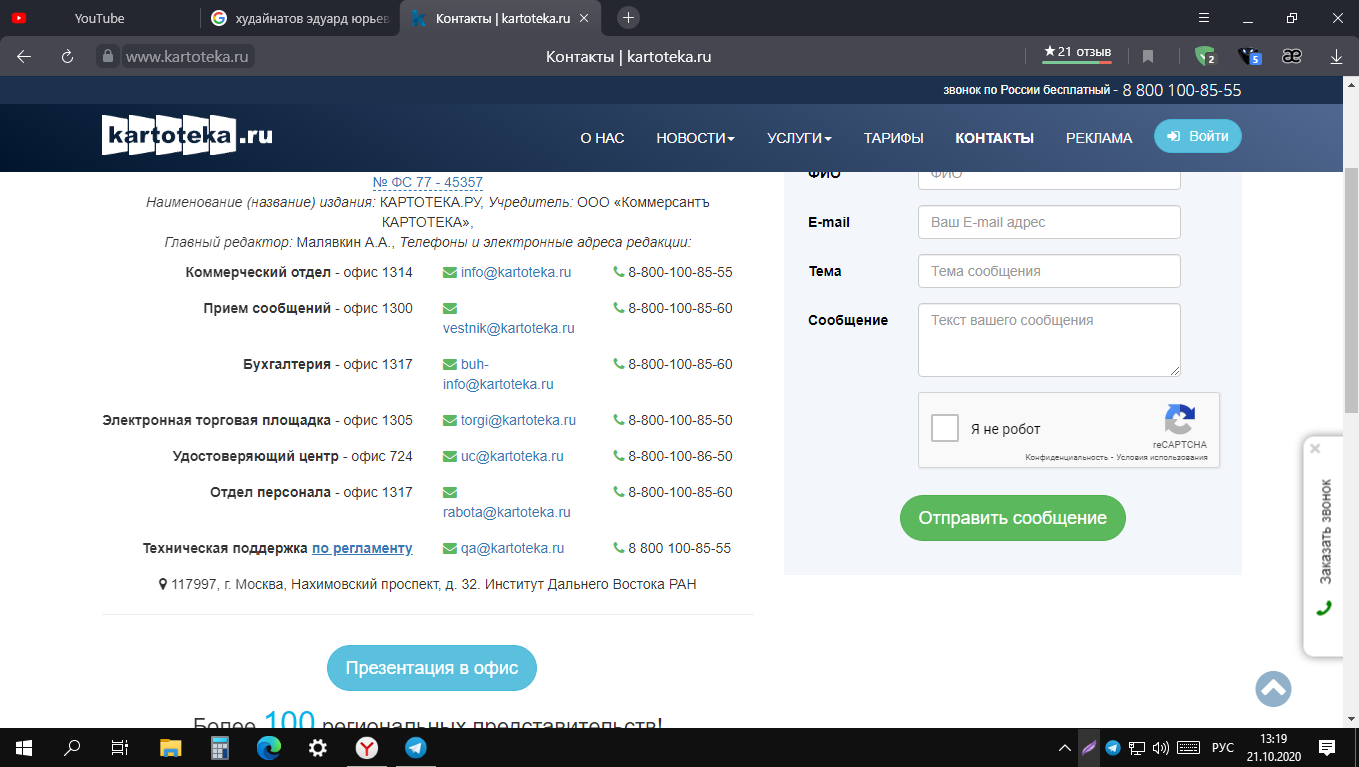 YouTube
худайнатов эдуард юрьев
Контакты | kartoteka.ru
www.kartoteka.ru
Контакты | kartoteka.ru
★21 отзыв
2
5
æ
звонок по России бесплатный - 8 800 100-85-55
kartoteka.ru
О НАС
НОВОСТИ
УСЛУГИ
ТАРИФЫ
КОНТАКТЫ
РЕКЛАМА
Войти
№ ФС 77 - 45357
Наименование (название) издания: КАРТОТЕКА.РУ, Учредитель: ООО «Коммерсантъ
КАРТОТЕКА»,
Главный редактор: Малявкин А.А., Телефоны и электронные адреса редакции:
Коммерческий отдел - офис 1314 info@kartoteka.ru 8-800-100-85-55
Прием сообщений - офис 1300 8-800-100-85-60
vestnik@kartoteka.ru
Бухгалтерия - офис 1317 buh- 8-800-100-85-60
info@kartoteka.ru
Электронная торговая площадка - офис 1305 torgi@kartoteka.ru 8-800-100-85-50
Удостоверяющий центр - офис 724 uc@kartoteka.ru 8-800-100-86-50
Отдел персонала - офис 1317 8-800-100-85-60
rabota@kartoteka.ru
Техническая поддержка по регламенту qa@kartoteka.ru 8 800 100-85-55
117997, г. Москва, Нахимовский проспект, д. 32. Институт Дальнего Востока РАН
Презентация в офис
Более 100 региональных представительств!
ФИО ФИО
E-mail Ваш E-mail адрес
Тема Тема сообщения
Сообщение Текст вашего сообщения
Я не робот
reCAPTCHA
Конфиденциальность - Условия использования
Отправить сообщение
Заказать звонок
РУС
13:19
21.10.2020